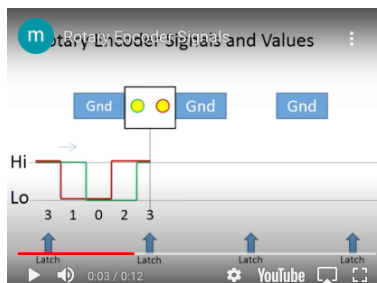 m
Rotary Encoder Signals
Rotary Encoder Signals and Values
Gnd Gnd Gnd
Hi
Lo
3 1 0 2 3
Latch Latch Latch Latch
0:03 / 0:12 YouTube